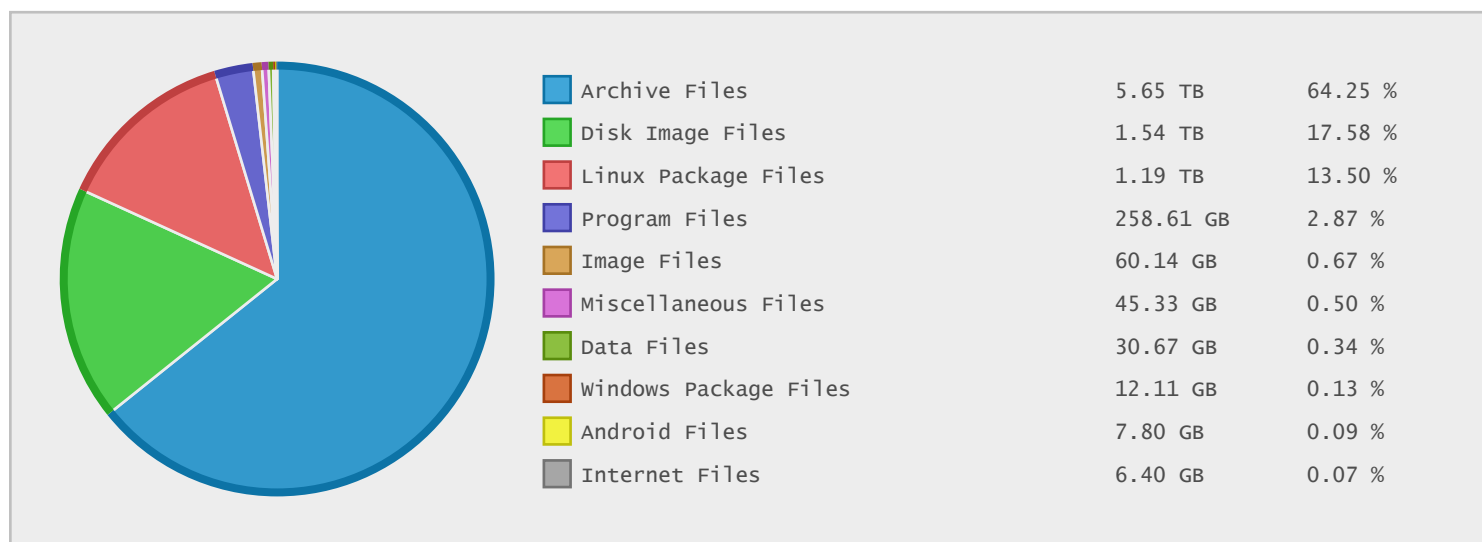 Archive Files 5.65 TB 64.25 %
Disk Image Files 1.54 TB 17.58 %
Linux Package Files 1.19 TB 13.50 %
Program Files 258.61 GB 2.87 %
Image Files 60.14 GB 0.67 %
Miscellaneous Files 45.33 GB 0.50 %
Data Files 30.67 GB 0.34 %
Windows Package Files 12.11 GB 0.13 %
Android Files 7.80 GB 0.09 %
Internet Files 6.40 GB 0.07 %